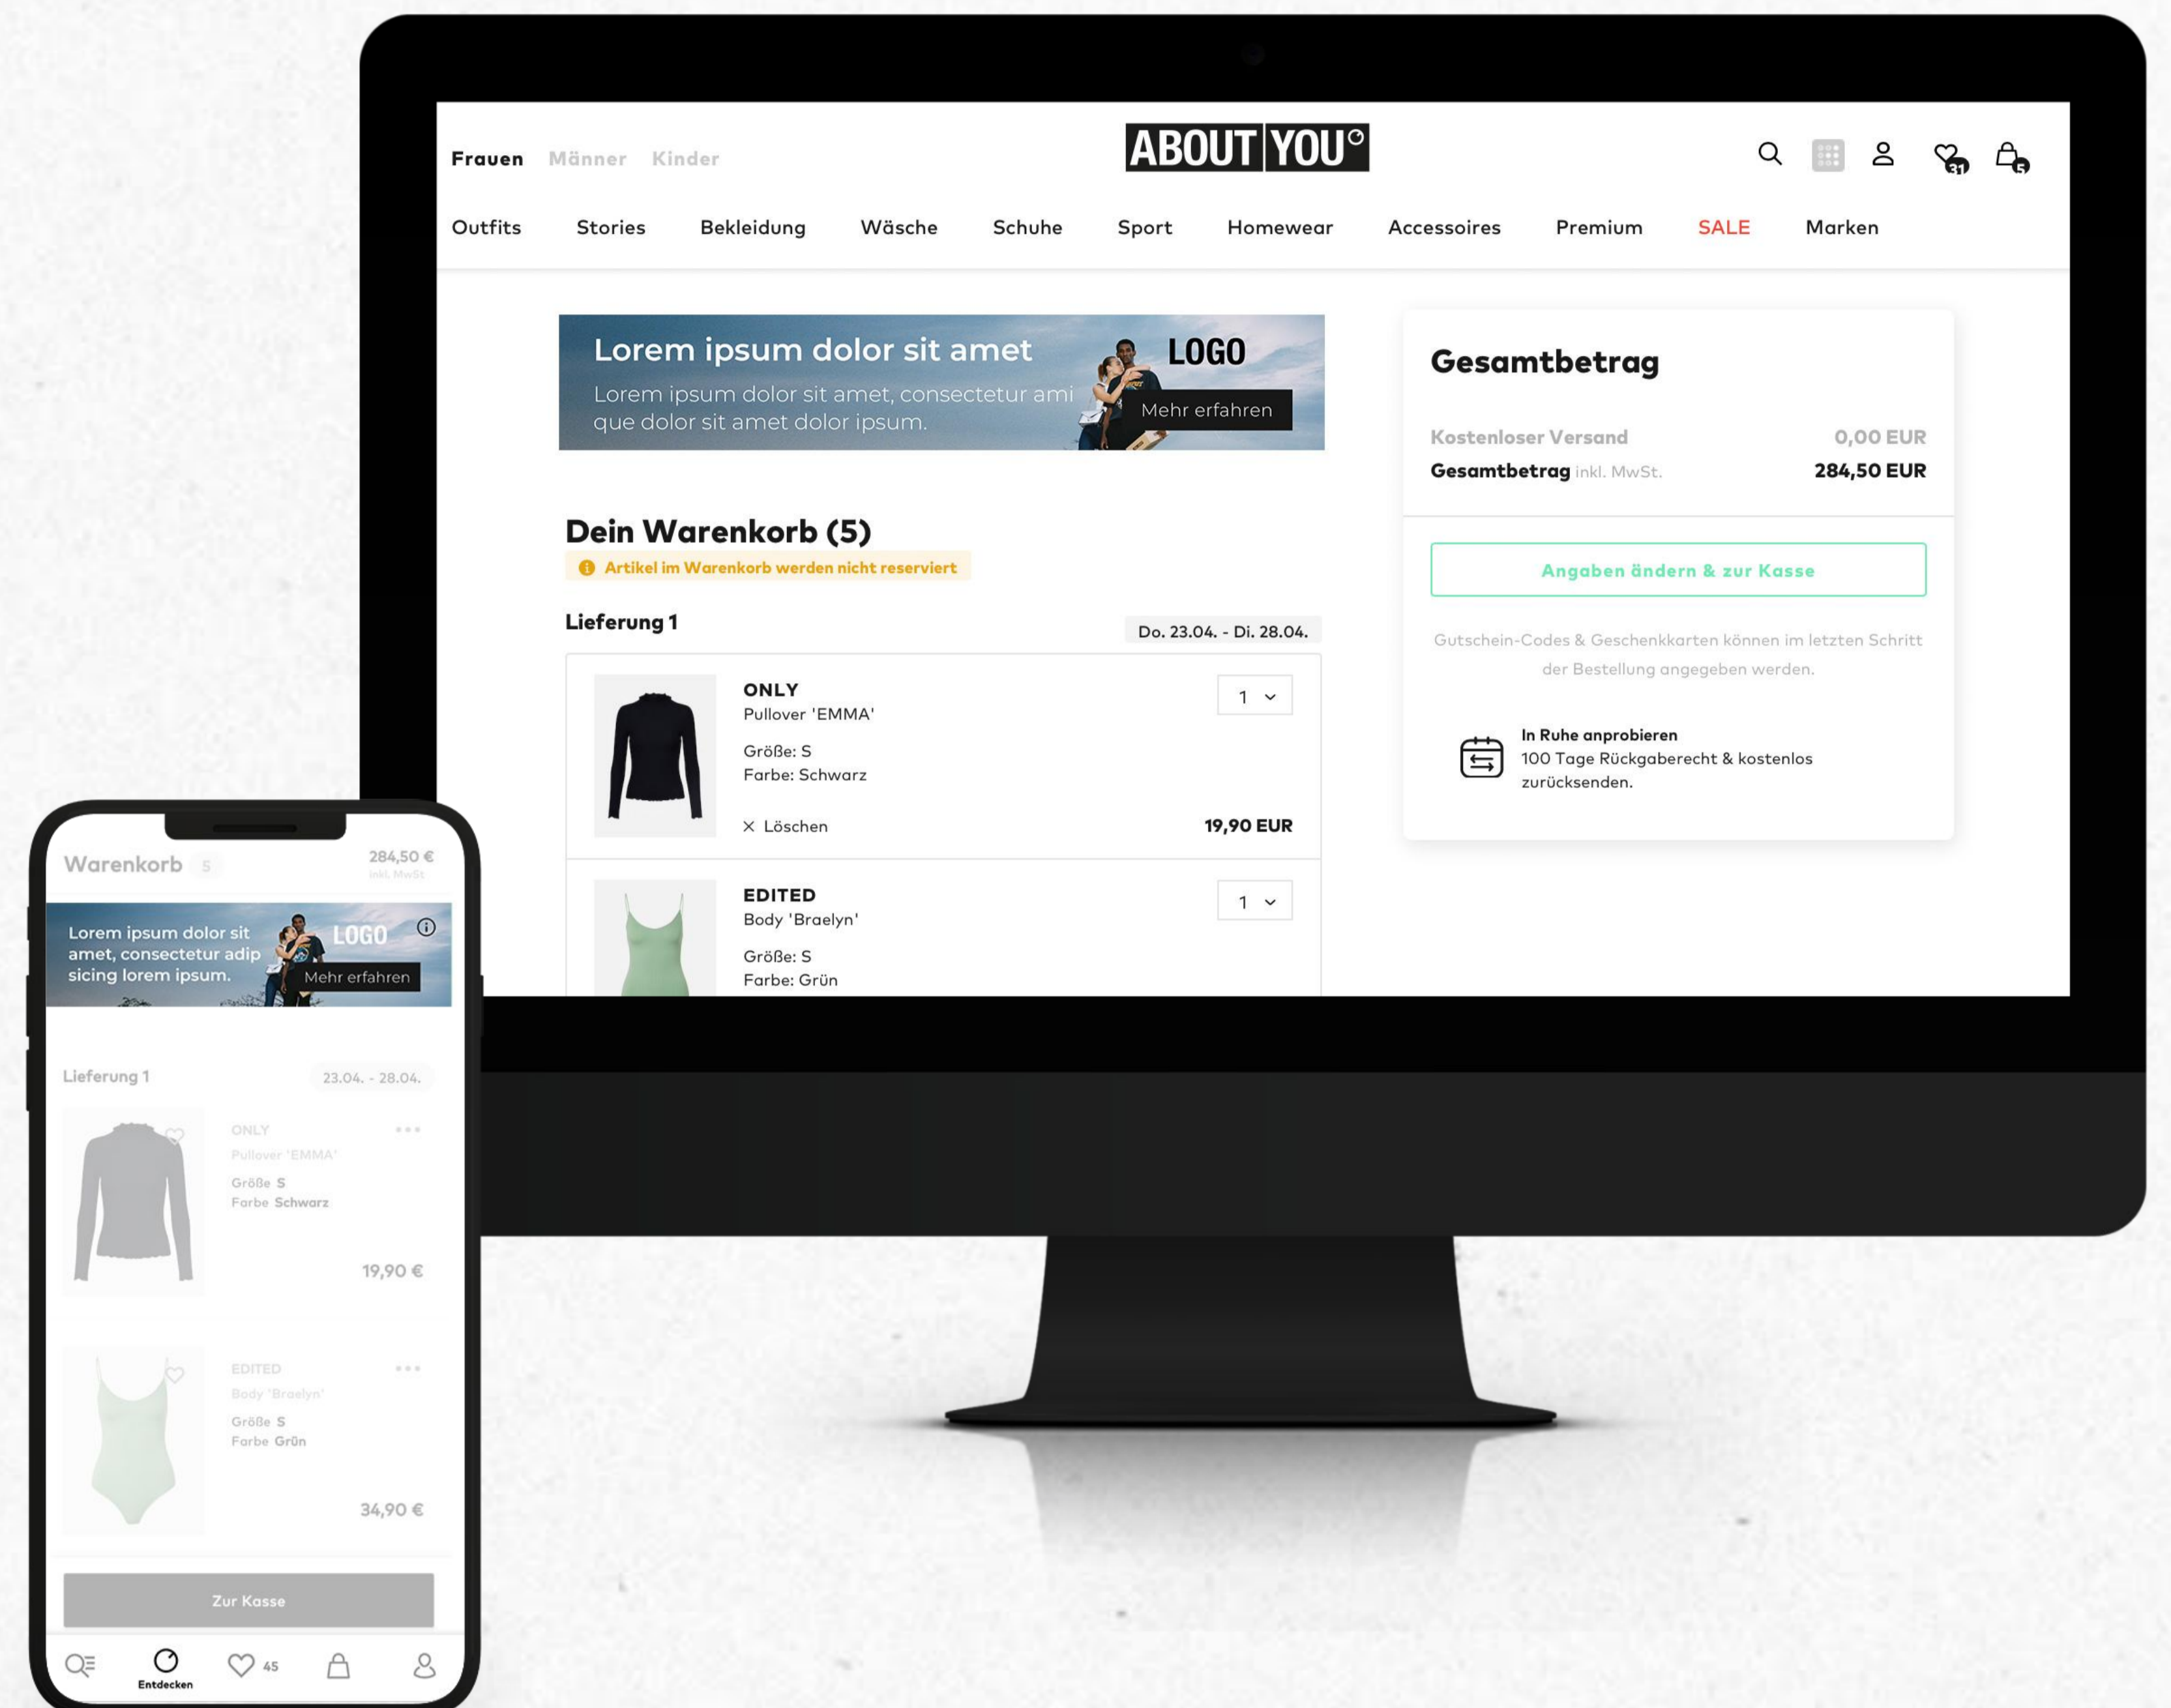 ABOUT YOU°
Frauen Männer Kinder
31 5
Outfits Stories Bekleidung Wäsche Schuhe Sport Homewear Accessoires Premium SALE Marken
Lorem ipsum dolor sit amet
Lorem ipsum dolor sit amet, consectetur ami
que dolor sit amet dolor ipsum.
LOGO
Mehr erfahren
Dein Warenkorb (5)
Artikel im Warenkorb werden nicht reserviert
Lieferung 1
Do. 23.04. - Di. 28.04.
ONLY
Pullover 'EMMA'
1
Größe: S
Farbe: Schwarz
× Löschen
19,90 EUR
EDITED
Body 'Braelyn'
1
Größe: S
Farbe: Grün
Gesamtbetrag
Kostenloser Versand 0,00 EUR
Gesamtbetrag inkl. MwSt. 284,50 EUR
Angaben ändern & zur Kasse
Gutschein-Codes & Geschenkkarten können im letzten Schritt
der Bestellung angegeben werden.
In Ruhe anprobieren
100 Tage Rückgaberecht & kostenlos
zurücksenden.
Warenkorb 5
284,50 €
inkl. MwSt
Lorem ipsum dolor sit
amet, consectetur adip
sicing lorem ipsum.
LOGO
Mehr erfahren
Lieferung 1
23.04. - 28.04.
ONLY
Pullover 'EMMA'
Größe S
Farbe Schwarz
19,90 €
EDITED
Body 'Braelyn'
Größe S
Farbe Grün
34,90 €
Zur Kasse
45
Entdecken